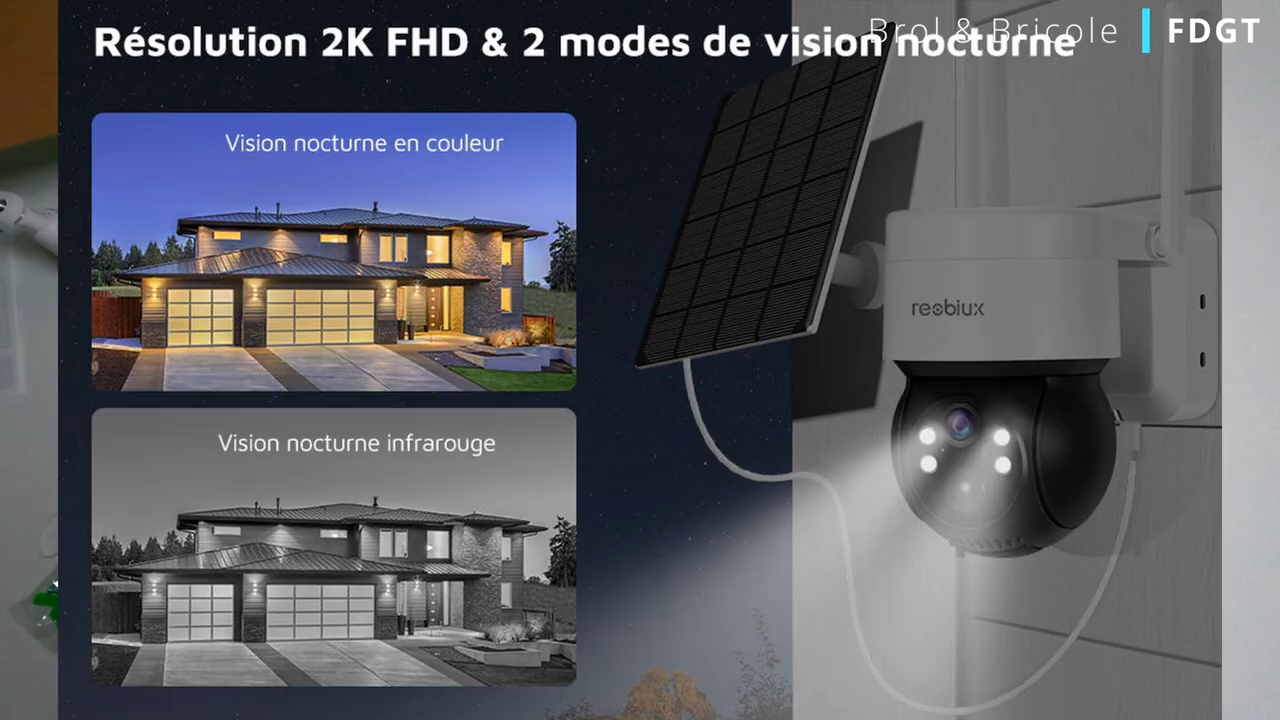 Résolution 2K FHD & 2 modes de vision nocturne
Brol & Bricole | FDGT
Vision nocturne en couleur
reobiux
Vision nocturne infrarouge